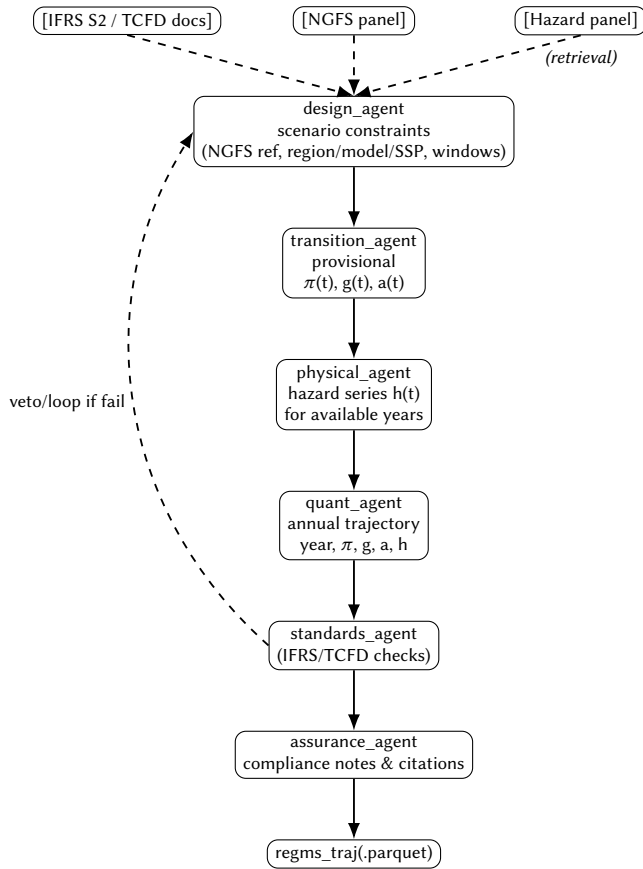 [IFRS S2 / TCFD docs]
[NGFS panel]
[Hazard panel]
(retrieval)
design_agent
scenario constraints
(NGFS ref, region/model/SSP, windows)
transition_agent
provisional
π(t), g(t), a(t)
physical_agent
hazard series h(t)
for available years
veto/loop if fail
quant_agent
annual trajectory
year, π, g, a, h
standards_agent
(IFRS/TCFD checks)
assurance_agent
compliance notes & citations
regms_traj(.parquet)